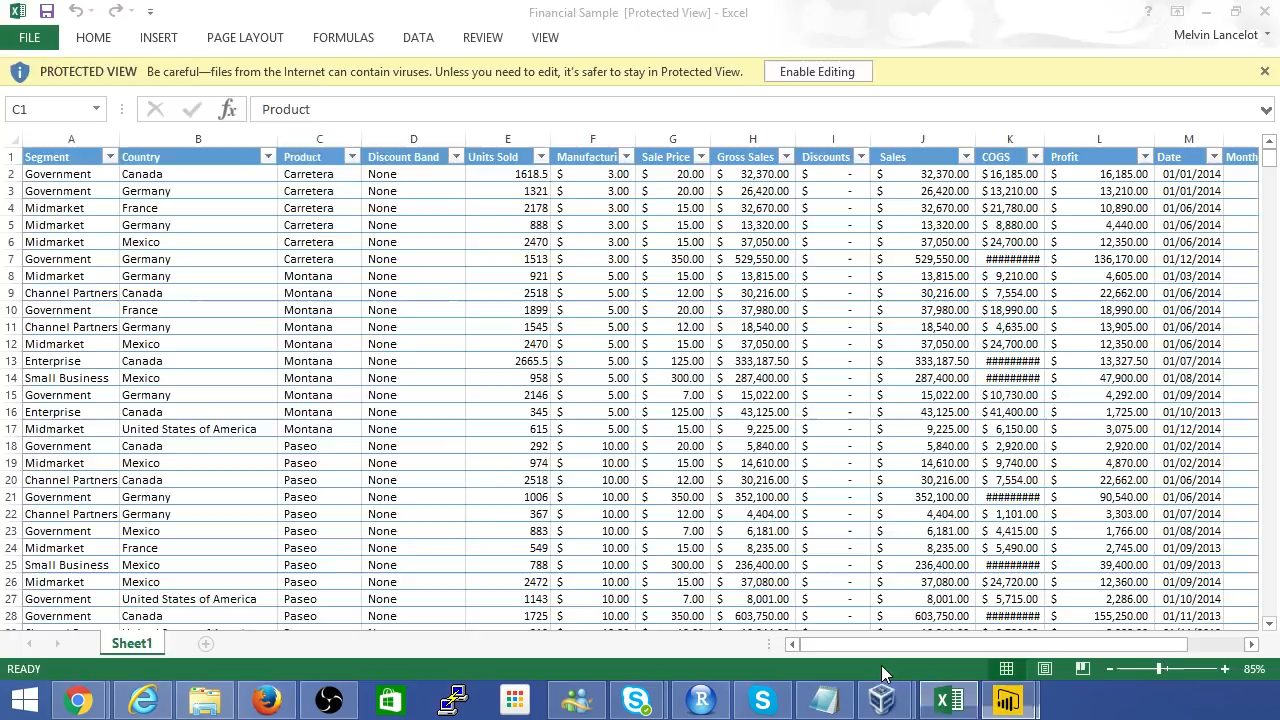 Financial Sample [Protected View] - Excel
FILE HOME INSERT PAGE LAYOUT FORMULAS DATA REVIEW VIEW Melvin Lancelot
PROTECTED VIEW Be careful—files from the Internet can contain viruses. Unless you need to edit, it's safer to stay in Protected View. Enable Editing
C1 fx Product
A B C D E F G H I J K L M
1 Segment Country Product Discount Band Units Sold Manufacturi Sale Price Gross Sales Discounts Sales COGS Profit Date Month
2 Government Canada Carretera None 1618.5 $ 3.00 $ 20.00 $ 32,370.00 $ - $ 32,370.00 $ 16,185.00 $ 16,185.00 01/01/2014
3 Government Germany Carretera None 1321 $ 3.00 $ 20.00 $ 26,420.00 $ - $ 26,420.00 $ 13,210.00 $ 13,210.00 01/01/2014
4 Midmarket France Carretera None 2178 $ 3.00 $ 15.00 $ 32,670.00 $ - $ 32,670.00 $ 21,780.00 $ 10,890.00 01/06/2014
5 Midmarket Germany Carretera None 888 $ 3.00 $ 15.00 $ 13,320.00 $ - $ 13,320.00 $ 8,880.00 $ 4,440.00 01/06/2014
6 Midmarket Mexico Carretera None 2470 $ 3.00 $ 15.00 $ 37,050.00 $ - $ 37,050.00 $ 24,700.00 $ 12,350.00 01/06/2014
7 Government Germany Carretera None 1513 $ 3.00 $ 350.00 $ 529,550.00 $ - $ 529,550.00 ######### $ 136,170.00 01/12/2014
8 Midmarket Germany Montana None 921 $ 5.00 $ 15.00 $ 13,815.00 $ - $ 13,815.00 $ 9,210.00 $ 4,605.00 01/03/2014
9 Channel Partners Canada Montana None 2518 $ 5.00 $ 12.00 $ 30,216.00 $ - $ 30,216.00 $ 7,554.00 $ 22,662.00 01/06/2014
10 Government France Montana None 1899 $ 5.00 $ 20.00 $ 37,980.00 $ - $ 37,980.00 $ 18,990.00 $ 18,990.00 01/06/2014
11 Channel Partners Germany Montana None 1545 $ 5.00 $ 12.00 $ 18,540.00 $ - $ 18,540.00 $ 4,635.00 $ 13,905.00 01/06/2014
12 Midmarket Mexico Montana None 2470 $ 5.00 $ 15.00 $ 37,050.00 $ - $ 37,050.00 $ 24,700.00 $ 12,350.00 01/06/2014
13 Enterprise Canada Montana None 2665.5 $ 5.00 $ 125.00 $ 333,187.50 $ - $ 333,187.50 ######### $ 13,327.50 01/07/2014
14 Small Business Mexico Montana None 958 $ 5.00 $ 300.00 $ 287,400.00 $ - $ 287,400.00 ######### $ 47,900.00 01/08/2014
15 Government Germany Montana None 2146 $ 5.00 $ 7.00 $ 15,022.00 $ - $ 15,022.00 $ 10,730.00 $ 4,292.00 01/09/2014
16 Enterprise Canada Montana None 345 $ 5.00 $ 125.00 $ 43,125.00 $ - $ 43,125.00 $ 41,400.00 $ 1,725.00 01/10/2013
17 Midmarket United States of America Montana None 615 $ 5.00 $ 15.00 $ 9,225.00 $ - $ 9,225.00 $ 6,150.00 $ 3,075.00 01/12/2014
18 Government Canada Paseo None 292 $ 10.00 $ 20.00 $ 5,840.00 $ - $ 5,840.00 $ 2,920.00 $ 2,920.00 01/02/2014
19 Midmarket Mexico Paseo None 974 $ 10.00 $ 15.00 $ 14,610.00 $ - $ 14,610.00 $ 9,740.00 $ 4,870.00 01/02/2014
20 Channel Partners Canada Paseo None 2518 $ 10.00 $ 12.00 $ 30,216.00 $ - $ 30,216.00 $ 7,554.00 $ 22,662.00 01/06/2014
21 Government Germany Paseo None 1006 $ 10.00 $ 350.00 $ 352,100.00 $ - $ 352,100.00 ######### $ 90,540.00 01/06/2014
22 Channel Partners Germany Paseo None 367 $ 10.00 $ 12.00 $ 4,404.00 $ - $ 4,404.00 $ 1,101.00 $ 3,303.00 01/07/2014
23 Government Mexico Paseo None 883 $ 10.00 $ 7.00 $ 6,181.00 $ - $ 6,181.00 $ 4,415.00 $ 1,766.00 01/08/2014
24 Midmarket France Paseo None 549 $ 10.00 $ 15.00 $ 8,235.00 $ - $ 8,235.00 $ 5,490.00 $ 2,745.00 01/09/2013
25 Small Business Mexico Paseo None 788 $ 10.00 $ 300.00 $ 236,400.00 $ - $ 236,400.00 ######### $ 39,400.00 01/09/2013
26 Midmarket Mexico Paseo None 2472 $ 10.00 $ 15.00 $ 37,080.00 $ - $ 37,080.00 $ 24,720.00 $ 12,360.00 01/09/2014
27 Government United States of America Paseo None 1143 $ 10.00 $ 7.00 $ 8,001.00 $ - $ 8,001.00 $ 5,715.00 $ 2,286.00 01/10/2014
28 Government Canada Paseo None 1725 $ 10.00 $ 350.00 $ 603,750.00 $ - $ 603,750.00 ######### $ 155,250.00 01/11/2013
Sheet1
READY 85%